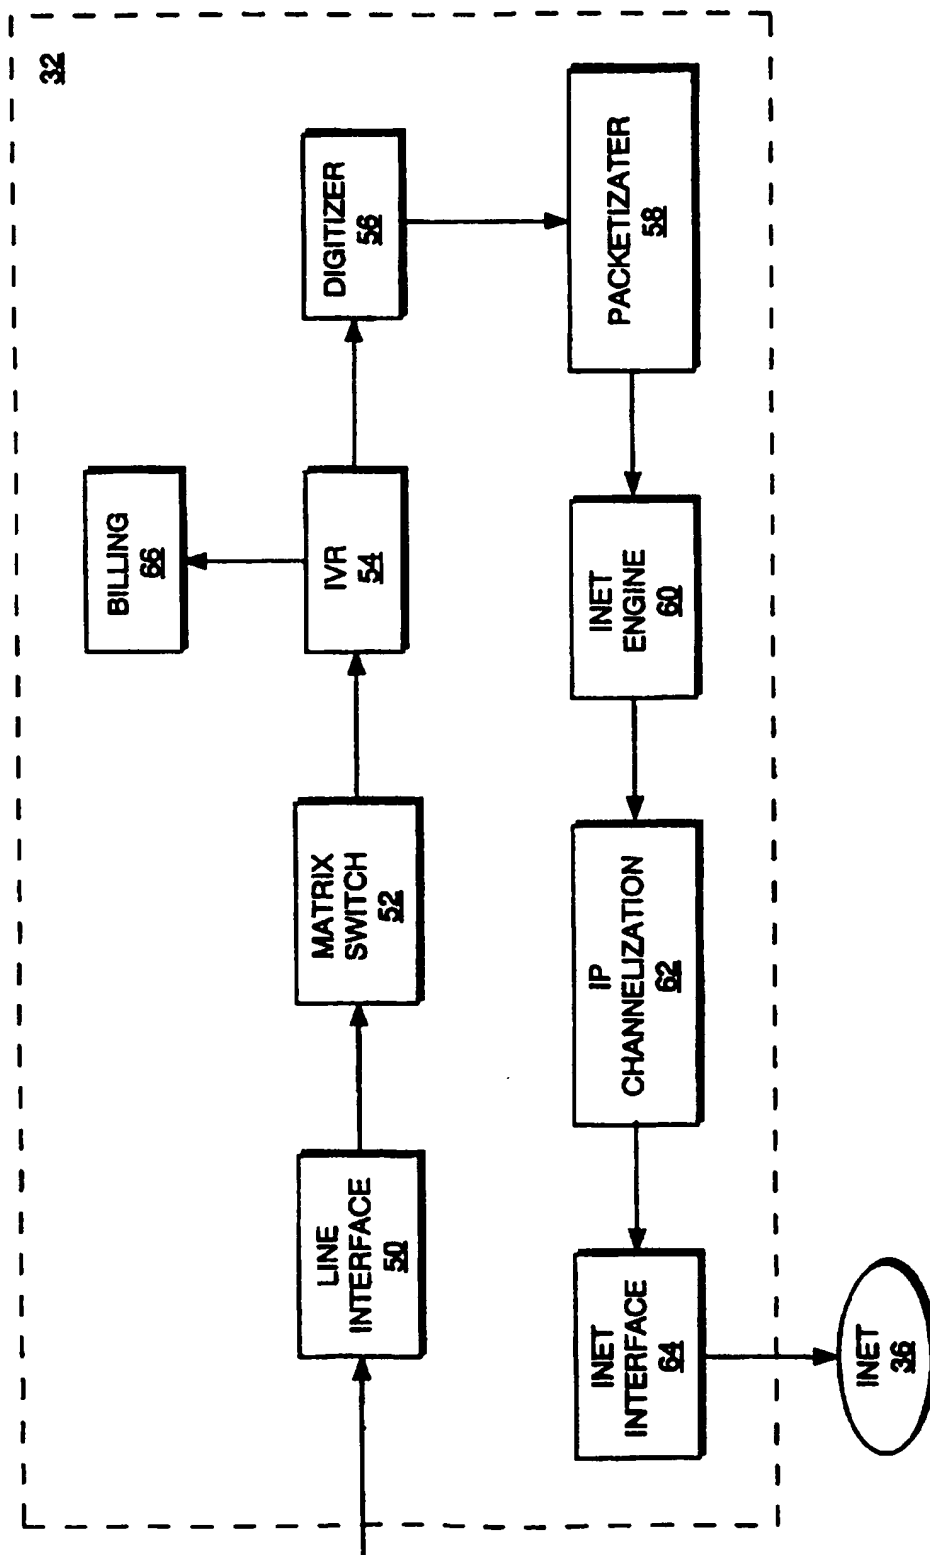 32
BILLING
66
LINE
INTERFACE
50
MATRIX
SWITCH
52
IVR
54
DIGITIZER
56
INET
INTERFACE
64
IP
CHANNELIZATION
62
INET
ENGINE
60
PACKETIZATER
58
INET
36